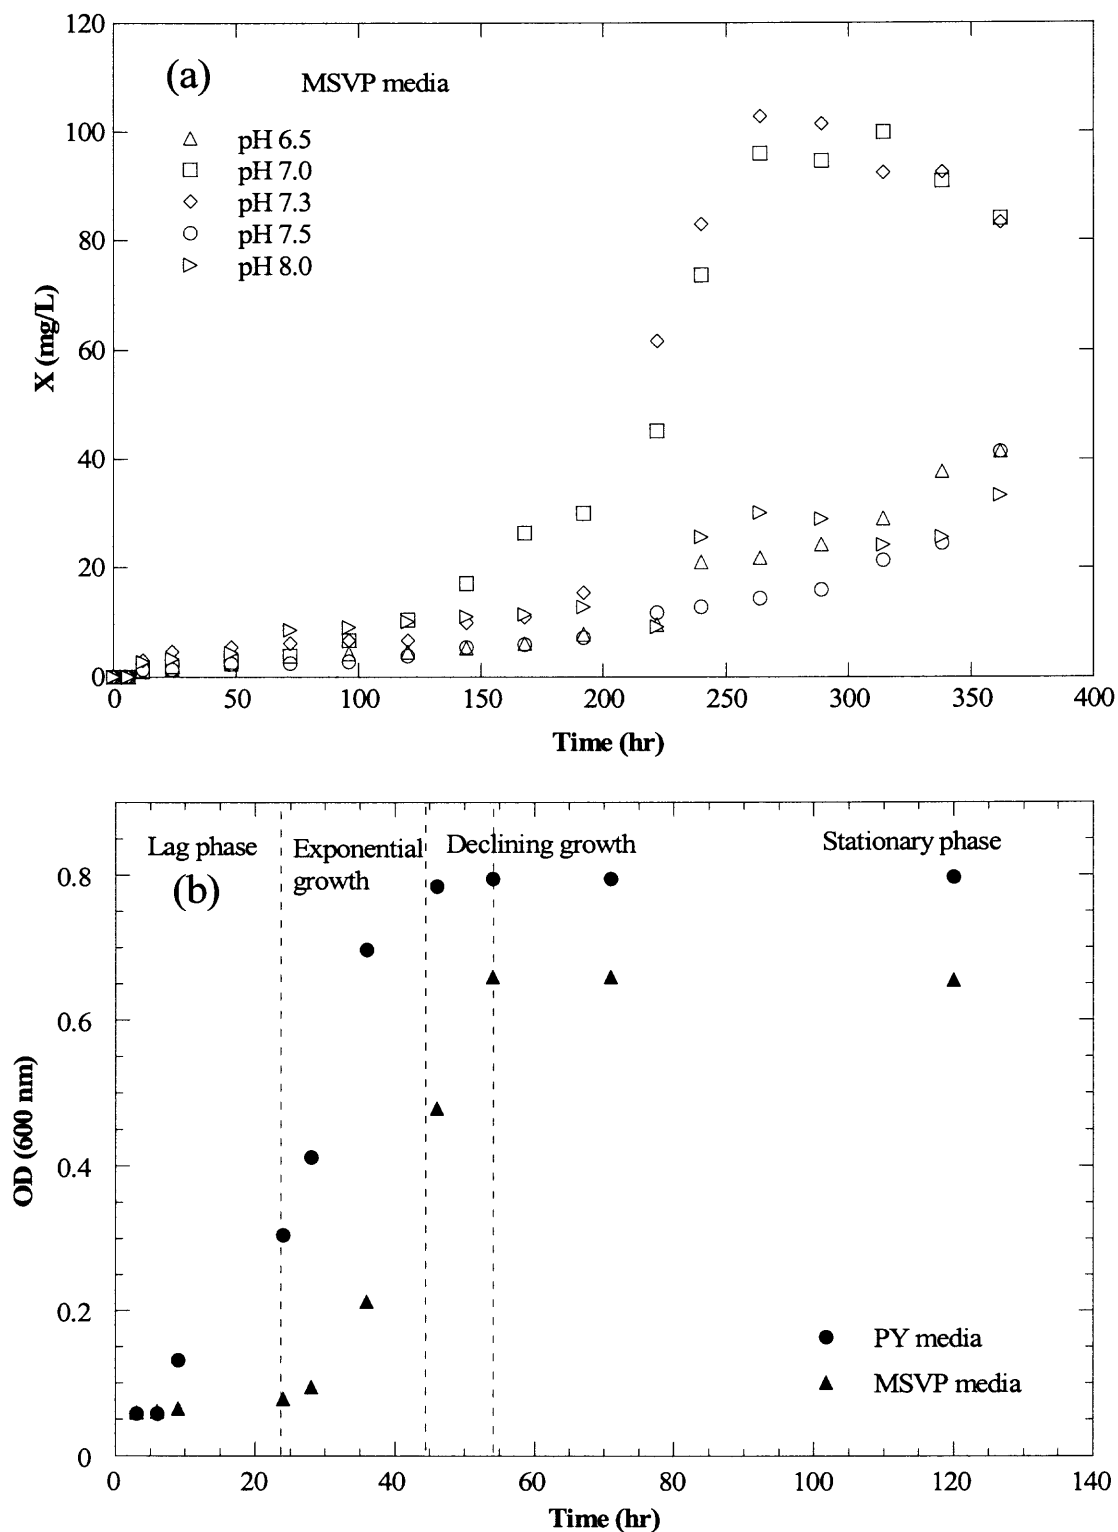 120
(a)
MSVP media
100
pH 6.5
pH 7.0
pH 7.3
80
pH 7.5
pH 8.0
X (mg/L)
60
40
20
0
0 50 100 150 200 250 300 350 400
Time (hr)
Lag phase
Exponential
growth
Declining growth
Stationary phase
0.8
(b)
0.6
OD (600 nm)
0.4
0.2
PY media
MSVP media
0
0 20 40 60 80 100 120 140
Time (hr)